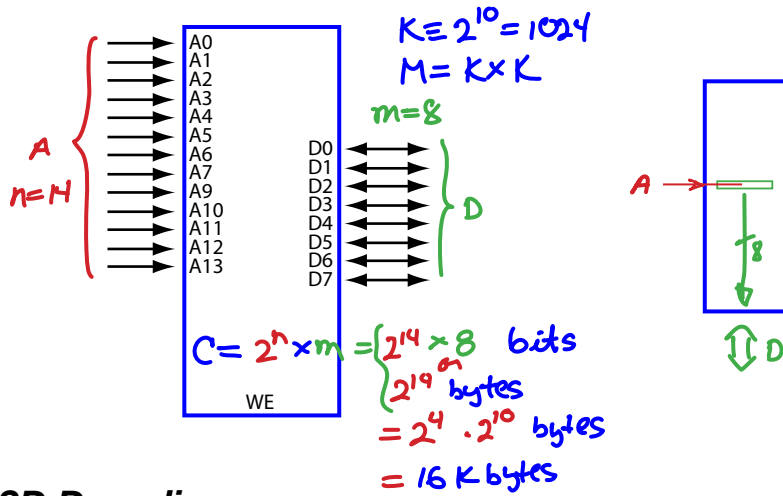 K≡2^10=1024
M=K×K
m=8
A0
A1
A2
A3
A4
A5
A6
A7
A9
A10
A11
A12
A13
A
n=14
D0
D1
D2
D3
D4
D5
D6
D7
D
A
8
D
C= 2^n×m = 2^14 ×8 bits
or
2^14 bytes
= 2^4 . 2^10 bytes
= 16 K bytes
WE